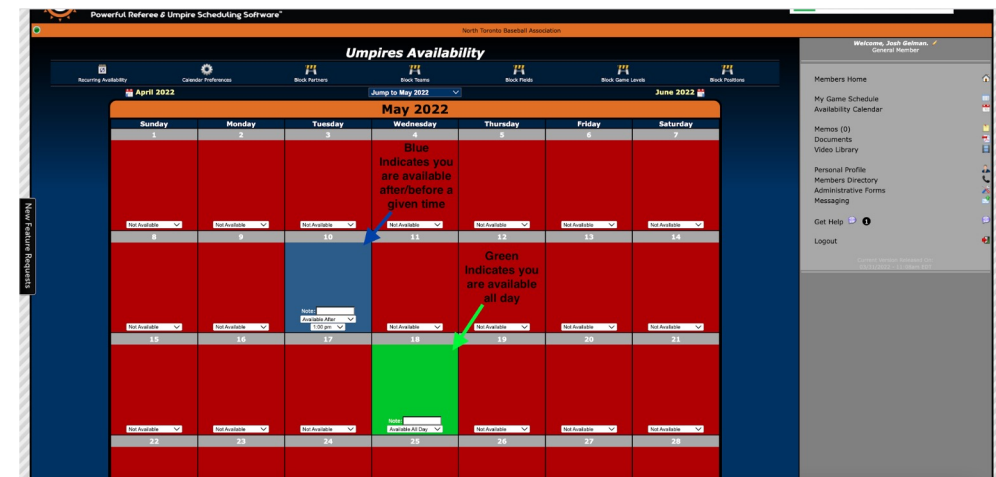 Powerful Referee & Umpire Scheduling Software™
North Toronto Baseball Association
Umpires Availability
Recurring Availability Calendar Preferences Block Partners Block Teams Block Fields Block Game Levels Block Positions
April 2022 Jump to May 2022 June 2022
May 2022
Sunday Monday Tuesday Wednesday Thursday Friday Saturday
1 2 3 4 5 6 7
Blue
indicates you
are available
after/before a
given time
Not Available Not Available Not Available Not Available Not Available Not Available Not Available
8 9 10 11 12 13 14
Green
indicates you
are available
all day
Note:
Available After
Not Available Not Available 1:00 pm Not Available Not Available Not Available Not Available
15 16 17 18 19 20 21
Note:
Not Available Not Available Not Available Available All Day Not Available Not Available Not Available
22 23 24 25 26 27 28
New Feature Requests
Welcome, Josh Gelman.
General Member
Members Home
My Game Schedule
Availability Calendar
Memos (0)
Documents
Video Library
Personal Profile
Members Directory
Administrative Forms
Messaging
Get Help 1
Logout